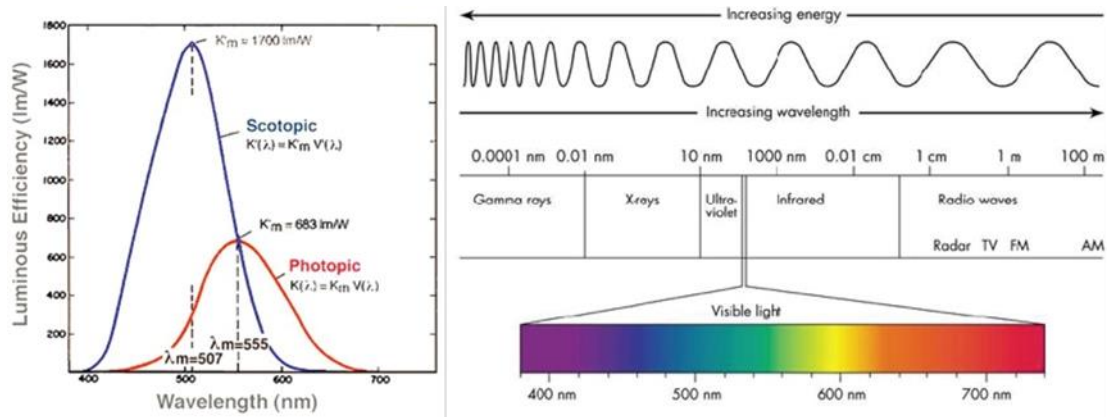 Luminous Efficiency (lm/W)
1800
1600
1400
1200
1000
800
600
400
200
K'm = 1700 lm/W
Scotopic
K'(λ) = K'm V'(λ)
K'm = 683 lm/W
Photopic
K(λ) = Km V(λ)
λm=555
λm=507
400 500 600 700
Wavelength (nm)
Increasing energy
Increasing wavelength
0.0001 nm 0.01 nm 10 nm 1000 nm 0.01 cm 1 cm 1 m 100 m
Gamma rays X-rays Ultra- Infrared Radio waves
violet
Radar TV FM AM
Visible light
400 nm 500 nm 600 nm 700 nm